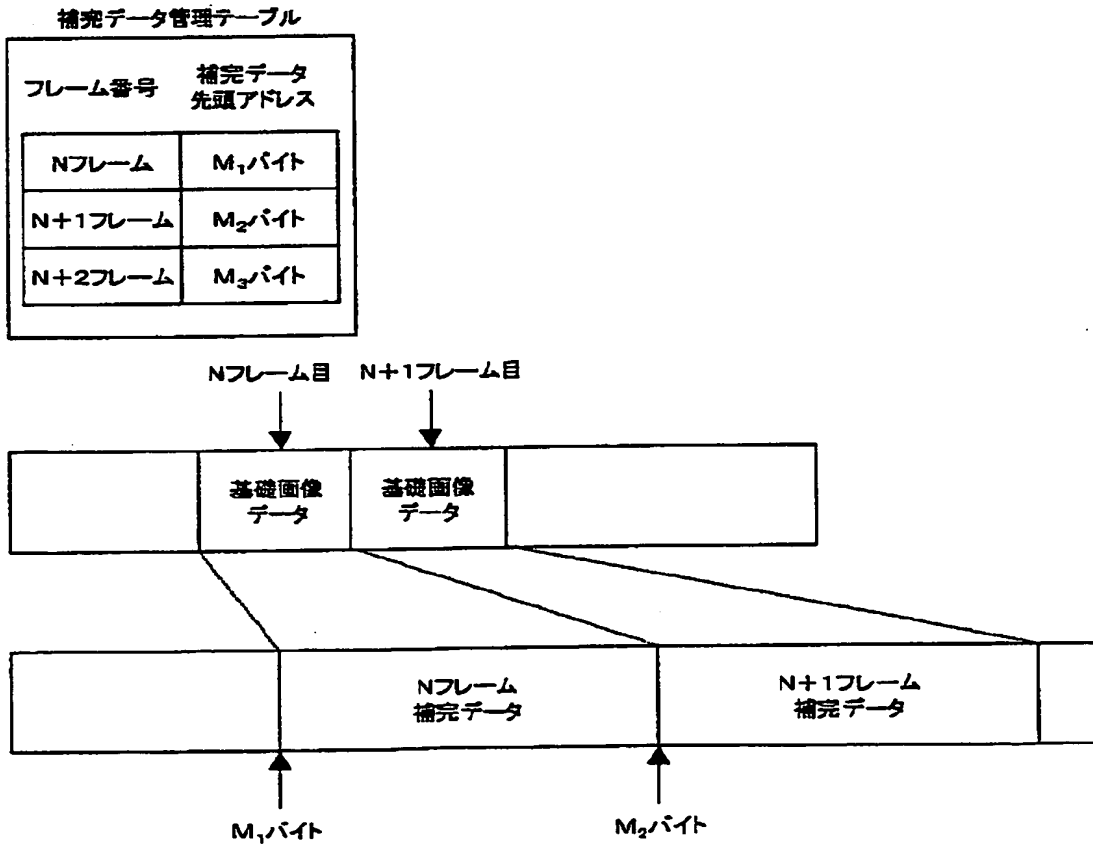 補完データ管理テーブル
フレーム番号
補完データ
先頭アドレス
Nフレーム
M₁バイト
N+1フレーム
M₂バイト
N+2フレーム
M₃バイト
Nフレーム目
N+1フレーム目
基礎画像
データ
基礎画像
データ
Nフレーム
補完データ
N+1フレーム
補完データ
M₁バイト
M₂バイト